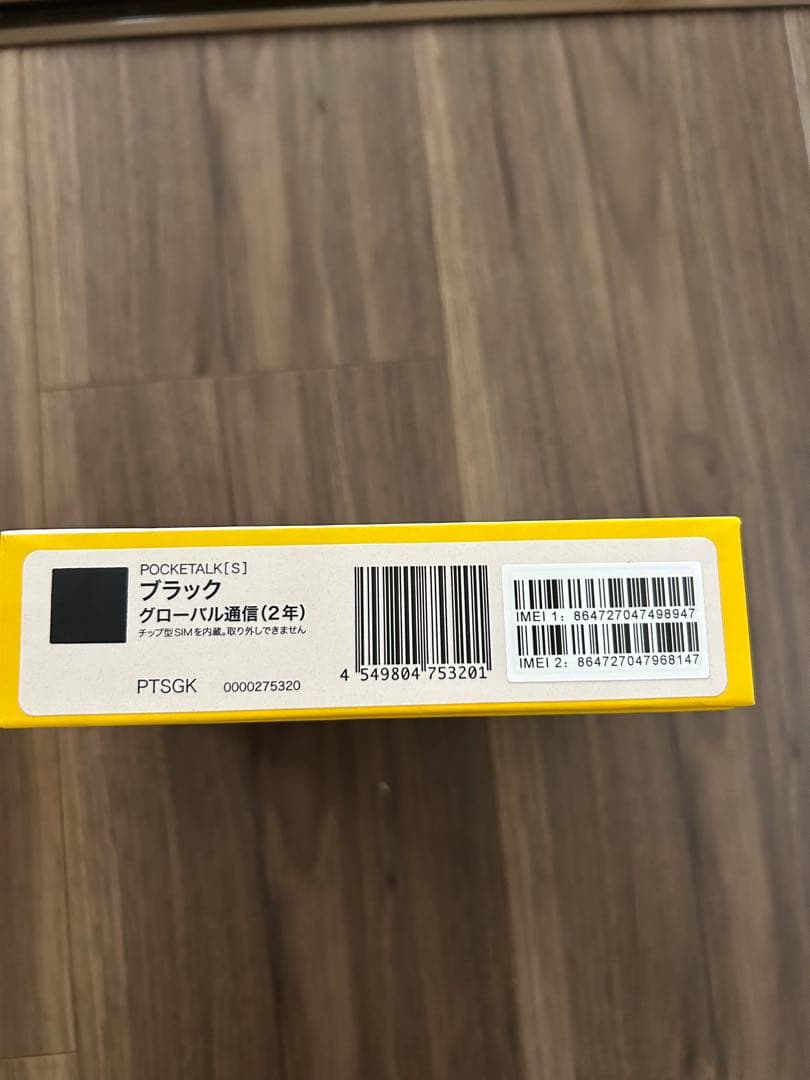 POCKETALK[S]
ブラック
グローバル通信(2年)
チップ型SIMを内蔵。取り外しできません
PTSGK 0000275320
4 549804 753201
IMEI 1: 864727047498947
IMEI 2: 864727047968147